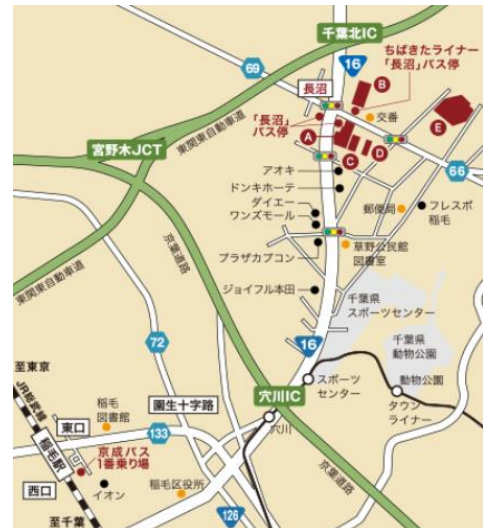 千葉北IC
ちばきたライナー
「長沼」バス停
16
69
長沼
B
「長沼」
バス停
交番
E
A
宮野木JCT
東関東自動車道
C
D
アオキ
66
ドンキホーテ
ダイエー
ワンズモール
郵便局
フレスポ
稲毛
京葉道路
プラザカプコン
草野公民館
図書室
東関東自動車道
ジョイフル本田
千葉県
スポーツセンター
72
16
千葉県
動物公園
至東京
JR総武線
スポーツ
センター
動物公園
稲毛
図書館
園生十字路
穴川IC
タウン
ライナー
東口
133
穴川
稲毛駅
京成バス
1番乗り場
西口
イオン
稲毛区役所
京葉道路
至千葉
126